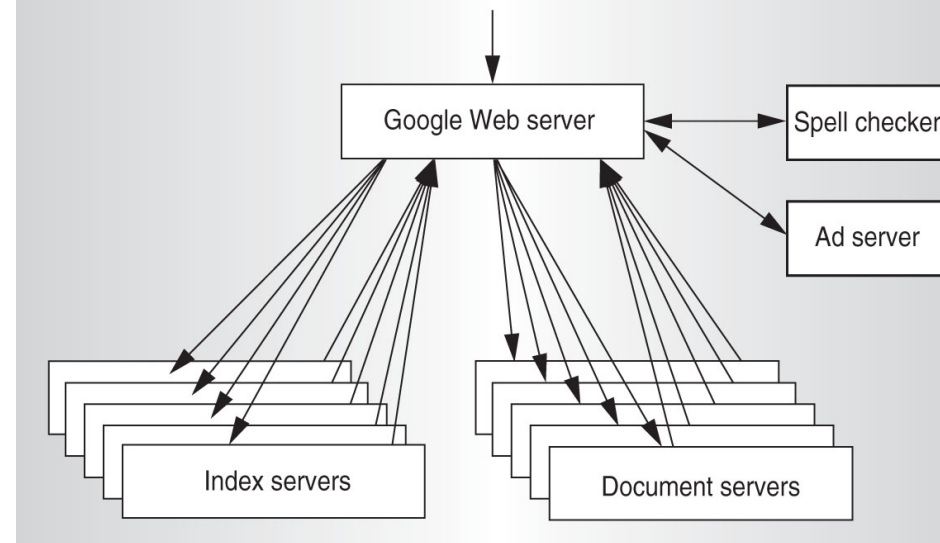 Google Web server
Spell checker
Ad server
Index servers
Document servers